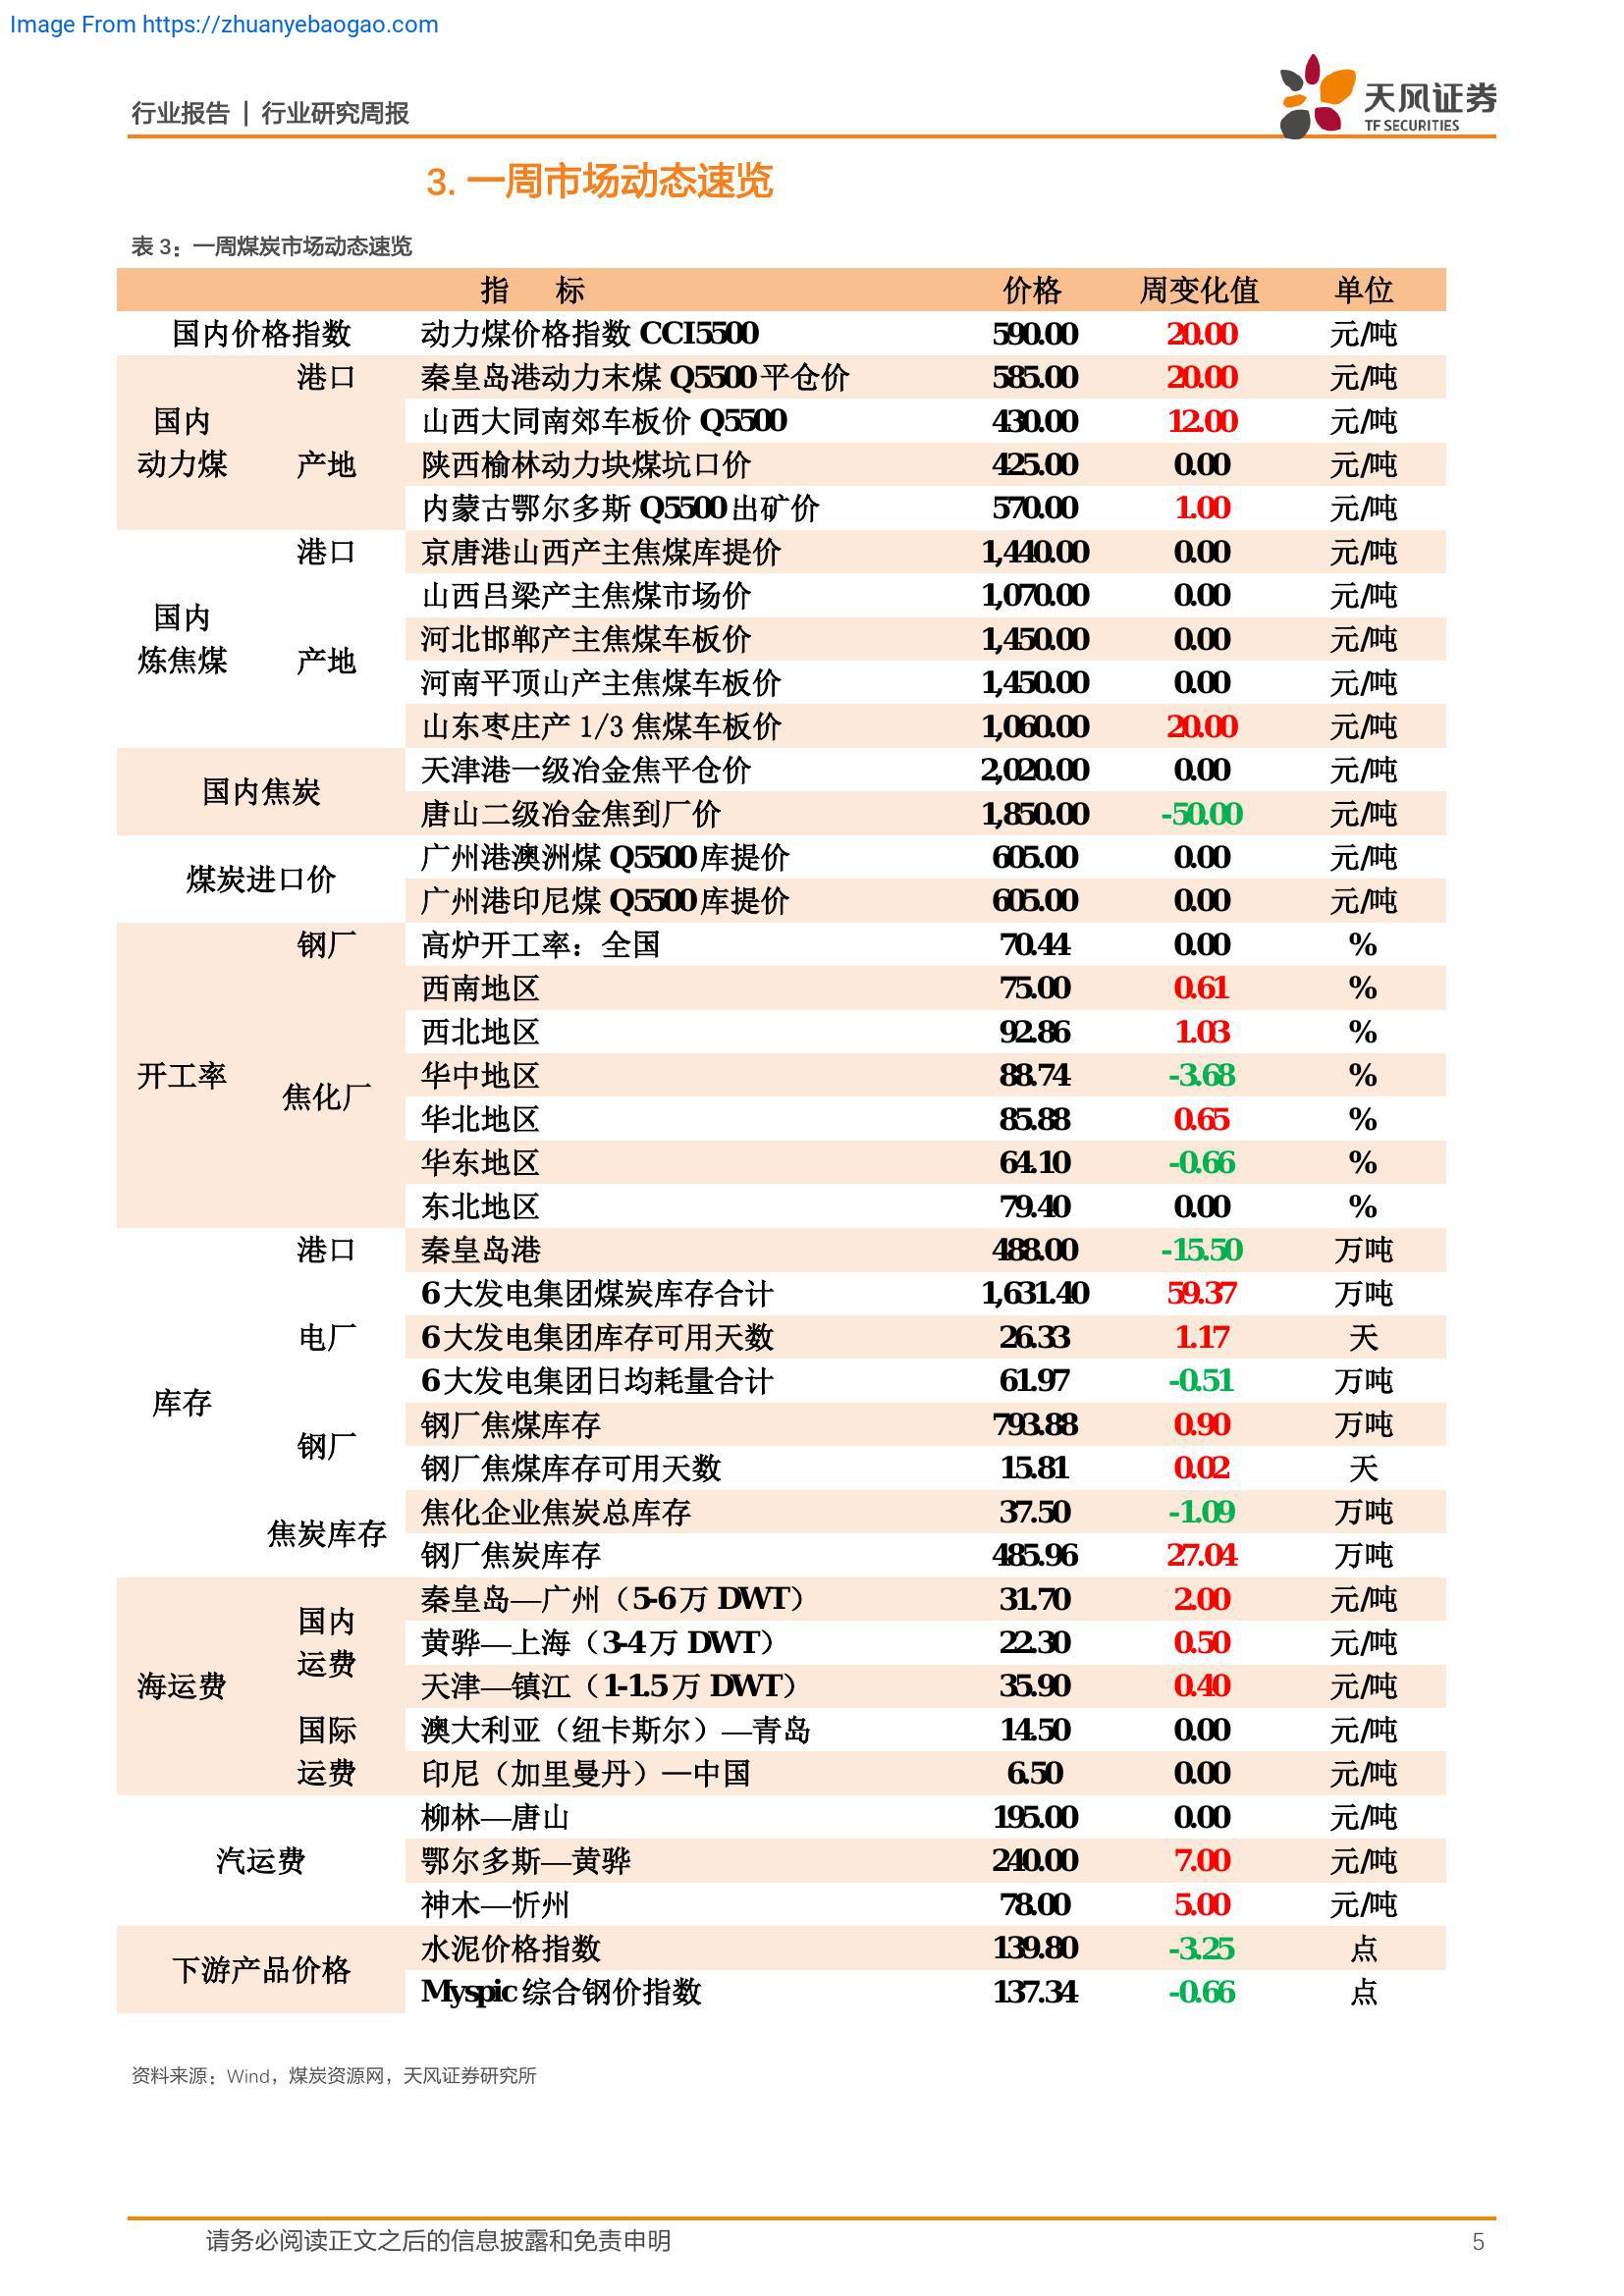 Image From https://zhuanyebaogao.com
行业报告 | 行业研究周报
天风证券
TF SECURITIES
3. 一周市场动态速览
表 3：一周煤炭市场动态速览
指 标 价格 周变化值 单位
国内价格指数 动力煤价格指数 CCI5500 590.00 20.00 元/吨
国内动力煤 港口 秦皇岛港动力末煤 Q5500 平仓价 585.00 20.00 元/吨
产地 山西大同南郊车板价 Q5500 430.00 12.00 元/吨
陕西榆林动力块煤坑口价 425.00 0.00 元/吨
内蒙古鄂尔多斯 Q5500 出矿价 570.00 1.00 元/吨
国内炼焦煤 港口 京唐港山西产主焦煤库提价 1,440.00 0.00 元/吨
产地 山西吕梁产主焦煤市场价 1,070.00 0.00 元/吨
河北邯郸产主焦煤车板价 1,450.00 0.00 元/吨
河南平顶山产主焦煤车板价 1,450.00 0.00 元/吨
山东枣庄产 1/3 焦煤车板价 1,060.00 20.00 元/吨
国内焦炭 天津港一级冶金焦平仓价 2,020.00 0.00 元/吨
唐山二级冶金焦到厂价 1,850.00 -50.00 元/吨
煤炭进口价 广州港澳洲煤 Q5500 库提价 605.00 0.00 元/吨
广州港印尼煤 Q5500 库提价 605.00 0.00 元/吨
开工率 钢厂 高炉开工率：全国 70.44 0.00 %
焦化厂 西南地区 75.00 0.61 %
西北地区 92.86 1.03 %
华中地区 88.74 -3.68 %
华北地区 85.88 0.65 %
华东地区 64.10 -0.66 %
东北地区 79.40 0.00 %
库存 港口 秦皇岛港 488.00 -15.50 万吨
电厂 6 大发电集团煤炭库存合计 1,631.40 59.37 万吨
6 大发电集团库存可用天数 26.33 1.17 天
6 大发电集团日均耗量合计 61.97 -0.51 万吨
钢厂 钢厂焦煤库存 793.88 0.90 万吨
钢厂焦煤库存可用天数 15.81 0.02 天
焦炭库存 焦化企业焦炭总库存 37.50 -1.09 万吨
钢厂焦炭库存 485.96 27.04 万吨
海运费 国内运费 秦皇岛—广州（5-6 万 DWT） 31.70 2.00 元/吨
黄骅—上海（3-4 万 DWT） 22.30 0.50 元/吨
天津—镇江（1-1.5 万 DWT） 35.90 0.40 元/吨
国际运费 澳大利亚（纽卡斯尔）—青岛 14.50 0.00 元/吨
印尼（加里曼丹）—中国 6.50 0.00 元/吨
汽运费 柳林—唐山 195.00 0.00 元/吨
鄂尔多斯—黄骅 240.00 7.00 元/吨
神木—忻州 78.00 5.00 元/吨
下游产品价格 水泥价格指数 139.80 -3.25 点
Myspic 综合钢价指数 137.34 -0.66 点
资料来源：Wind，煤炭资源网，天风证券研究所
请务必阅读正文之后的信息披露和免责申明 5